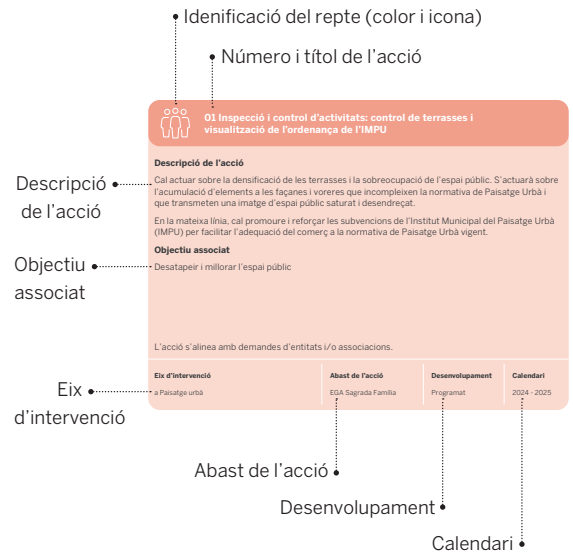 Idenificació del repte (color i icona)
Número i títol de l'acció
01 Inspecció i control d'activitats: control de terrasses i
visualització de l'ordenança de l'IMPU
Descripció de l'acció
Cal actuar sobre la densificació de les terrasses i la sobreocupació de l'espai públic. S'actuarà sobre
l'acumulació d'elements a les façanes i voreres que incompleixen la normativa de Paisatge Urbà i
que transmeten una imatge d'espai públic saturat i desendreçat.
En la mateixa línia, cal promoure i reforçar les subvencions de l'Institut Municipal del Paisatge Urbà
(IMPU) per facilitar l'adequació del comerç a la normativa de Paisatge Urbà vigent.
Objectiu associat
Desatapeir i millorar l'espai públic
L'acció s'alinea amb demandes d'entitats i/o associacions.
Eix d'intervenció
a Paisatge urbà
Abast de l'acció
EGA Sagrada Família
Desenvolupament
Programat
Calendari
2024 - 2025
Descripció
de l'acció
Objectiu
associat
Eix
d'intervenció
Abast de l'acció
Desenvolupament
Calendari